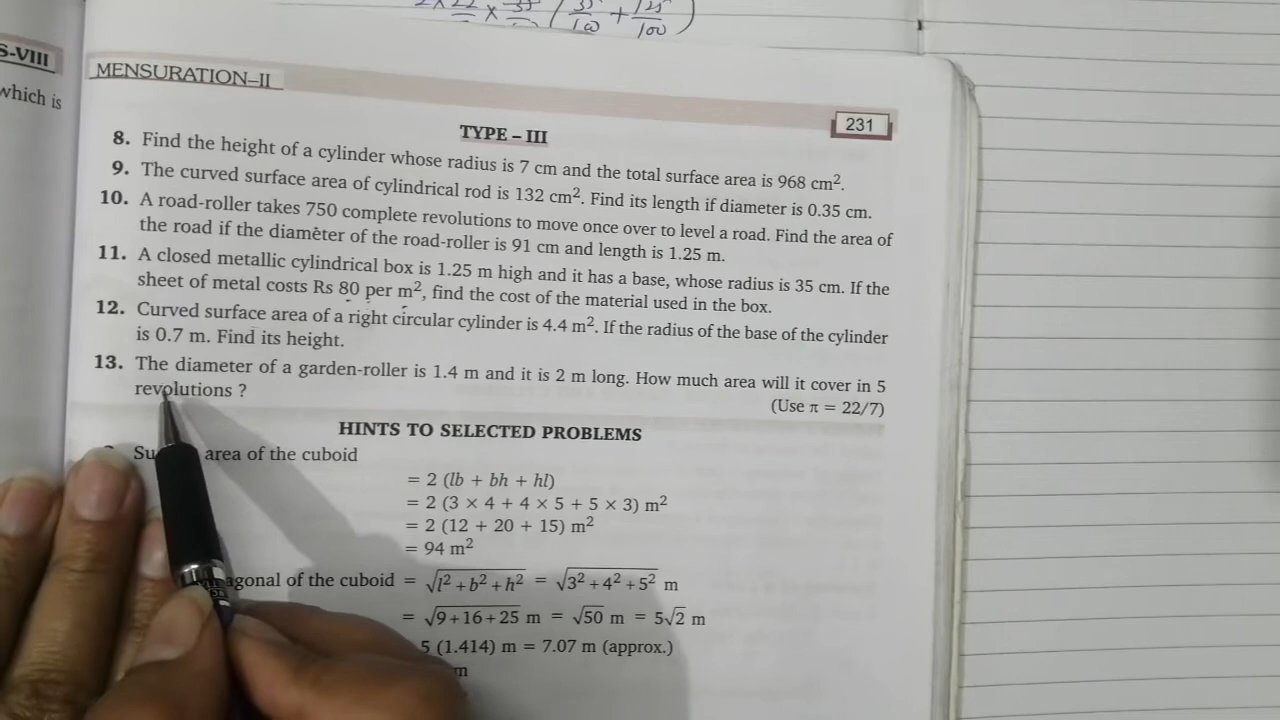 2 × 22 × 35 ( 35/100 + 125/100 )
S-VIII
which is
MENSURATION–II
231
TYPE – III
8. Find the height of a cylinder whose radius is 7 cm and the total surface area is 968 cm².
9. The curved surface area of cylindrical rod is 132 cm². Find its length if diameter is 0.35 cm.
10. A road-roller takes 750 complete revolutions to move once over to level a road. Find the area of
the road if the diameter of the road-roller is 91 cm and length is 1.25 m.
11. A closed metallic cylindrical box is 1.25 m high and it has a base, whose radius is 35 cm. If the
sheet of metal costs Rs 80 per m², find the cost of the material used in the box.
12. Curved surface area of a right circular cylinder is 4.4 m². If the radius of the base of the cylinder
is 0.7 m. Find its height.
13. The diameter of a garden-roller is 1.4 m and it is 2 m long. How much area will it cover in 5
revolutions ?
(Use π = 22/7)
HINTS TO SELECTED PROBLEMS
area of the cuboid
= 2 (lb + bh + hl)
= 2 (3 × 4 + 4 × 5 + 5 × 3) m²
= 2 (12 + 20 + 15) m²
= 94 m²
agonal of the cuboid = √(l² + b² + h²) = √(3² + 4² + 5²) m
= √(9+16+25) m = √50 m = 5√2 m
5 (1.414) m = 7.07 m (approx.)
m